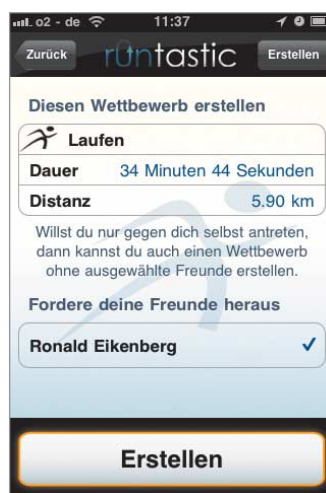 o2 - de 11:37
Zurück runtastic Erstellen
Diesen Wettbewerb erstellen
Laufen
Dauer 34 Minuten 44 Sekunden
Distanz 5.90 km
Willst du nur gegen dich selbst antreten,
dann kannst du auch einen Wettbewerb
ohne ausgewählte Freunde erstellen.
Fordere deine Freunde heraus
Ronald Eikenberg
Erstellen